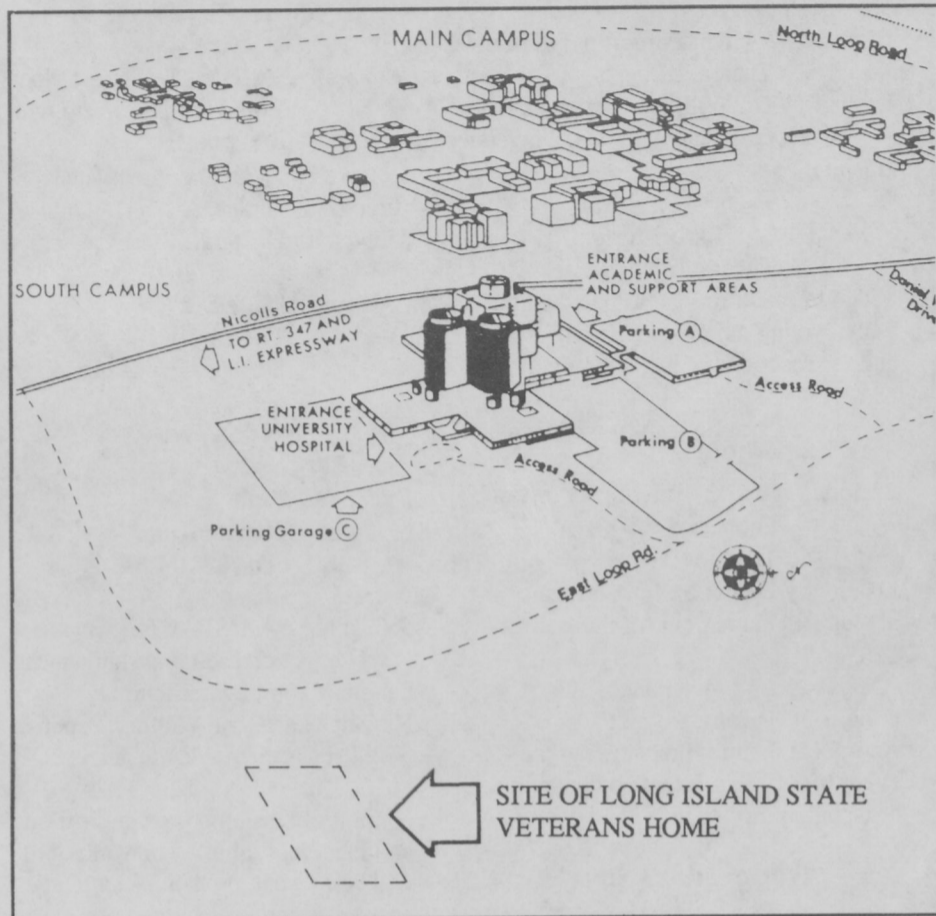 MAIN CAMPUS
North Loop Road
ENTRANCE
ACADEMIC
AND SUPPORT AREAS
SOUTH CAMPUS
Nicolls Road
TO RT. 347 AND
L.I. EXPRESSWAY
Daniel
Drive
Parking A
Access Road
ENTRANCE
UNIVERSITY
HOSPITAL
Parking B
Access Road
Parking Garage C
East Loop Rd
N
SITE OF LONG ISLAND STATE
VETERANS HOME